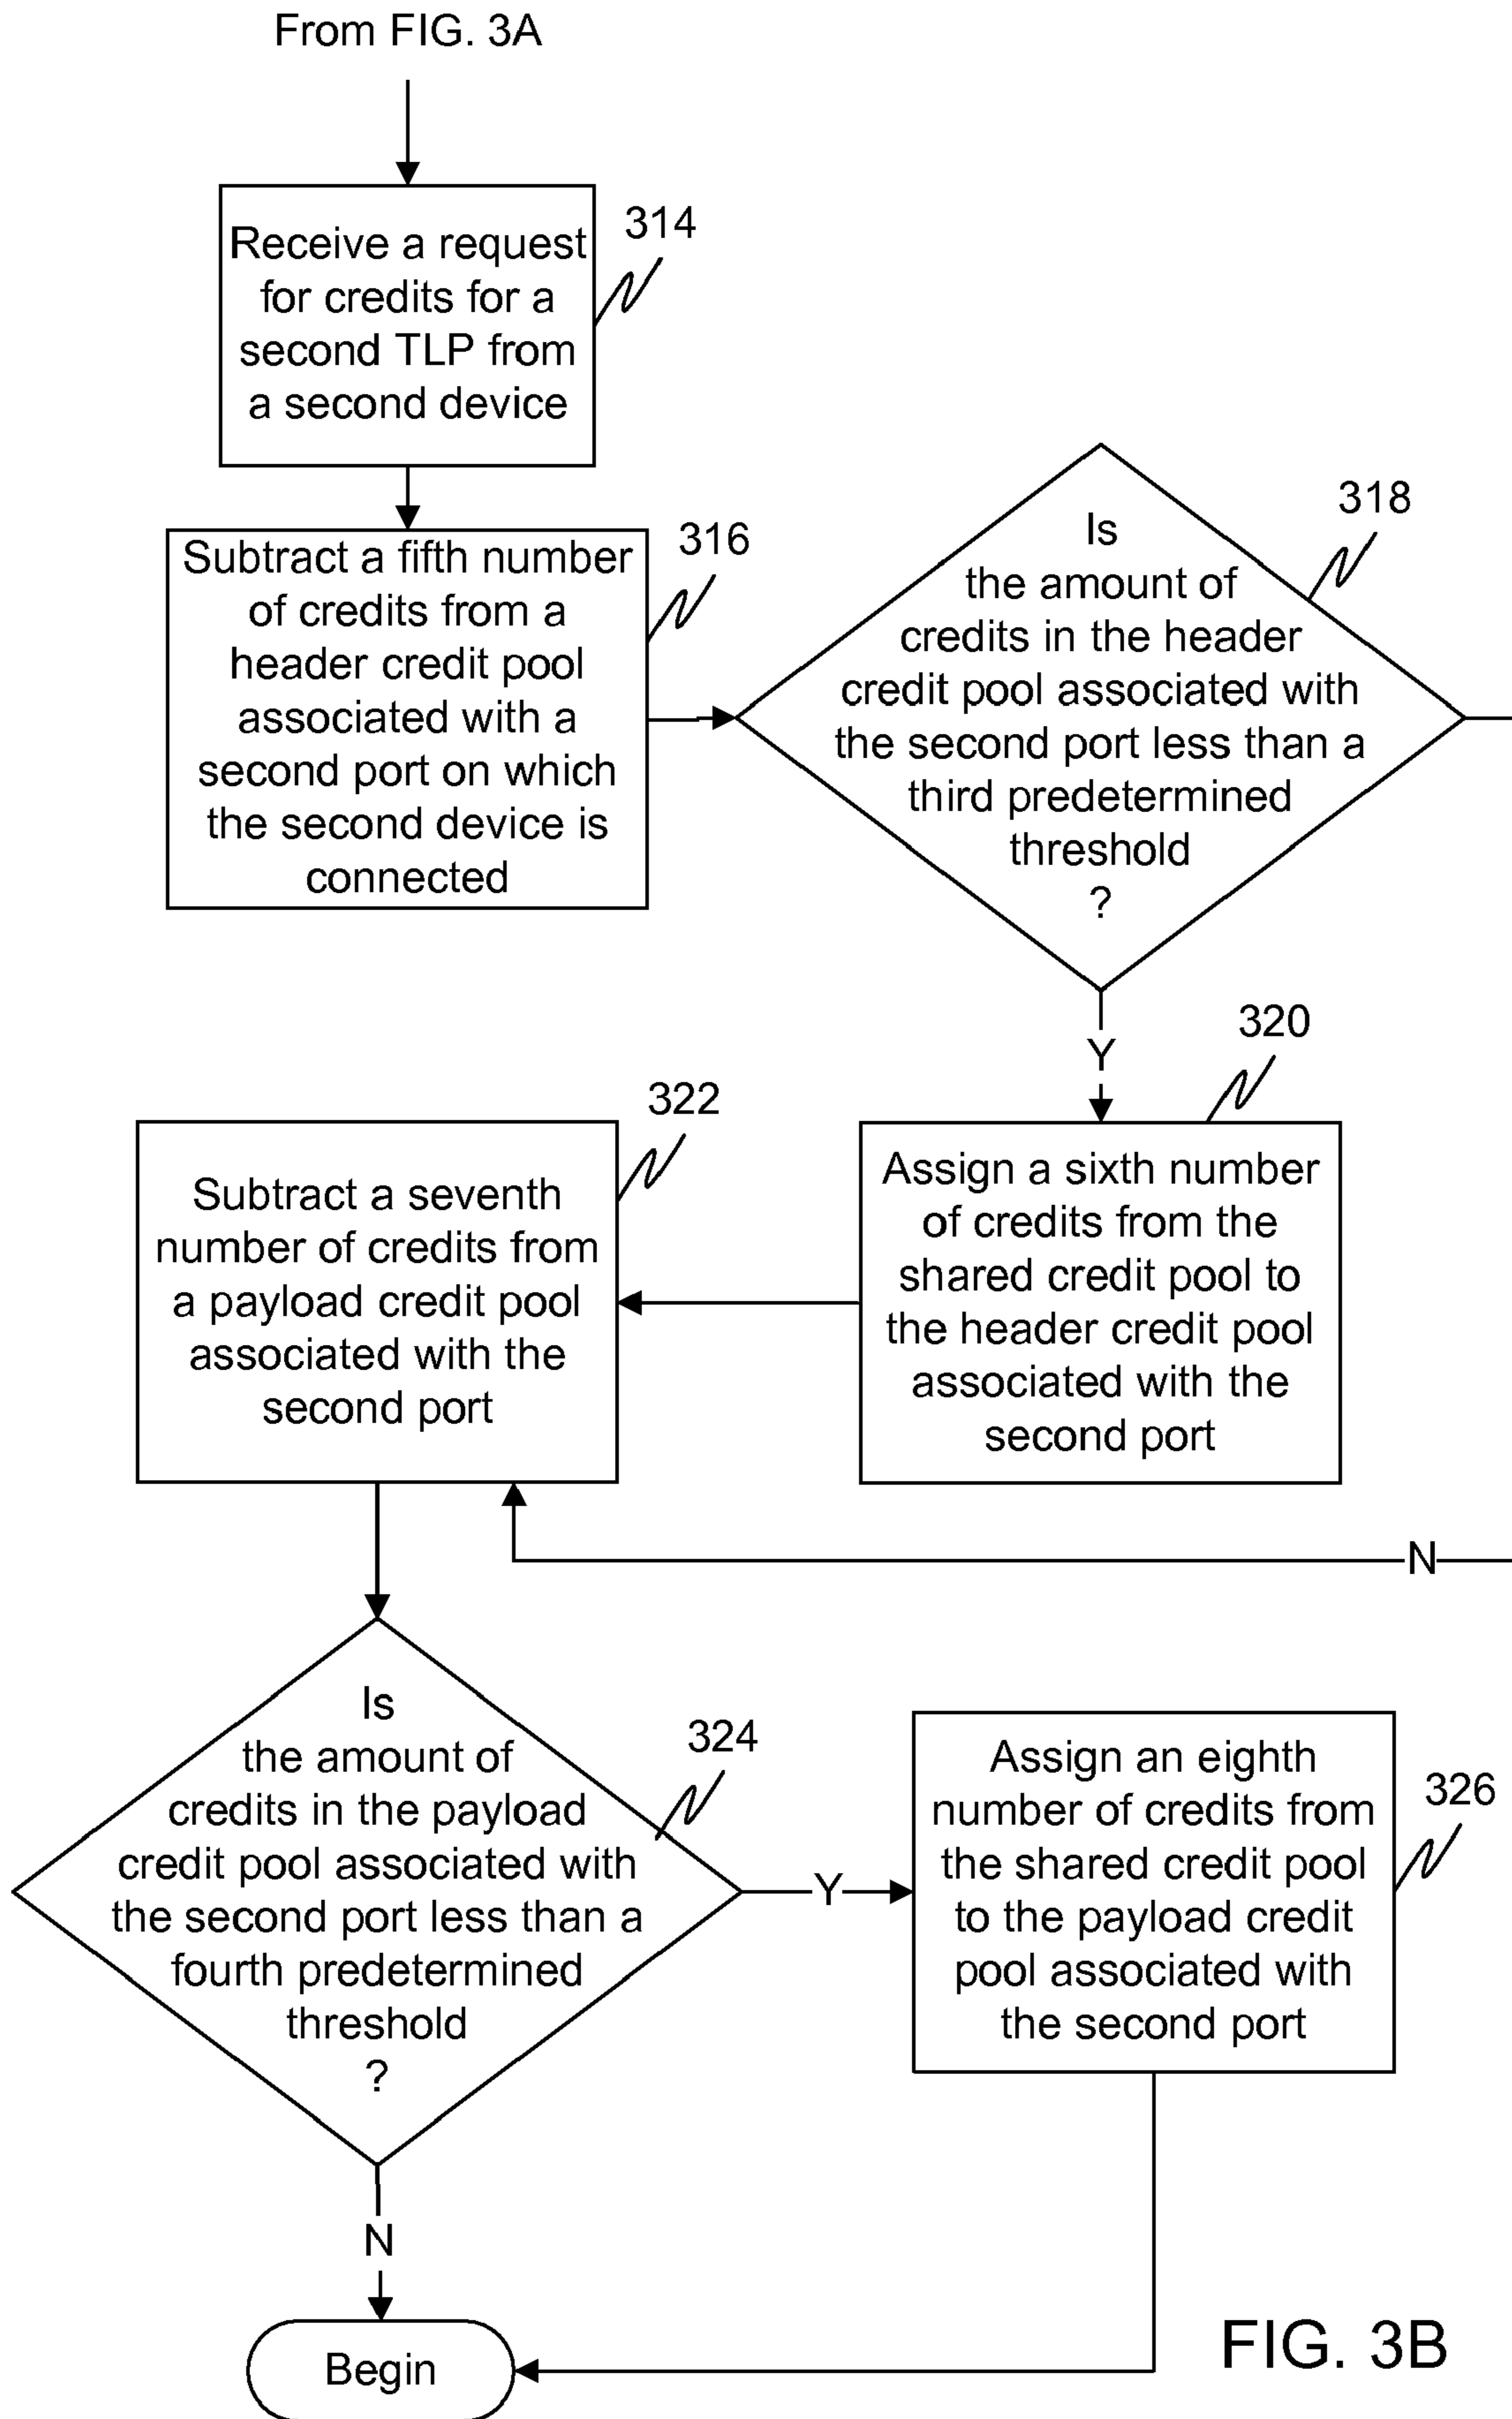 From FIG. 3A
Receive a request
for credits for a
second TLP from
a second device
314
Subtract a fifth number
of credits from a
header credit pool
associated with a
second port on which
the second device is
connected
316
Is
the amount of
credits in the header
credit pool associated with
the second port less than a
third predetermined
threshold
?
318
Y
320
Assign a sixth number
of credits from the
shared credit pool to
the header credit pool
associated with the
second port
322
Subtract a seventh
number of credits from
a payload credit pool
associated with the
second port
N
Is
the amount of
credits in the payload
credit pool associated with
the second port less than a
fourth predetermined
threshold
?
324
Y
Assign an eighth
number of credits from
the shared credit pool
to the payload credit
pool associated with
the second port
326
N
Begin
FIG. 3B